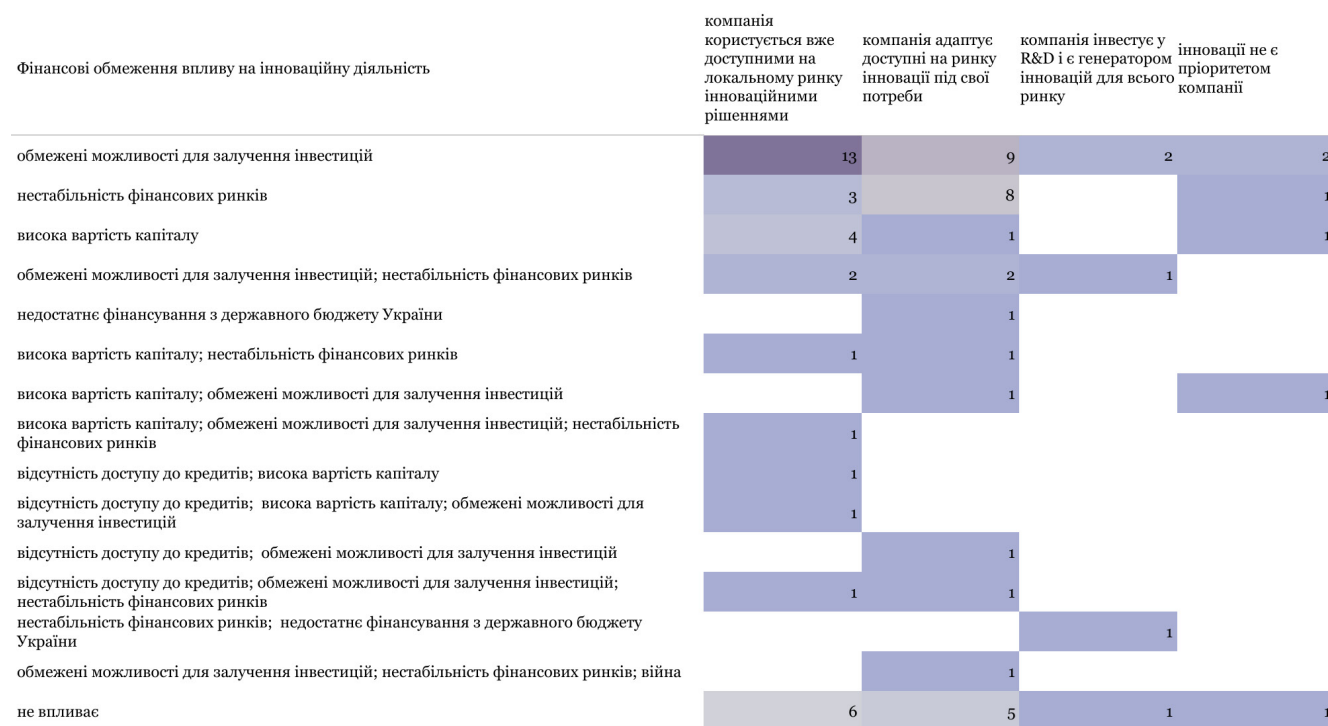 Фінансові обмеження впливу на інноваційну діяльність
компанія
користується вже
доступними на
локальному ринку
інноваційними
рішеннями
компанія адаптує
доступні на ринку
інновації під свої
потреби
компанія інвестує у
R&D і є генератором
інновацій для всього
ринку
інновації не є
пріоритетом
компанії
обмежені можливості для залучення інвестицій 13 9 2 2
нестабільність фінансових ринків 3 8 1
висока вартість капіталу 4 1 1
обмежені можливості для залучення інвестицій; нестабільність фінансових ринків 2 2 1
недостатнє фінансування з державного бюджету України 1
висока вартість капіталу; нестабільність фінансових ринків 1 1
висока вартість капіталу; обмежені можливості для залучення інвестицій 1 1
висока вартість капіталу; обмежені можливості для залучення інвестицій; нестабільність
фінансових ринків 1
відсутність доступу до кредитів; висока вартість капіталу 1
відсутність доступу до кредитів; висока вартість капіталу; обмежені можливості для
залучення інвестицій 1
відсутність доступу до кредитів; обмежені можливості для залучення інвестицій 1
відсутність доступу до кредитів; обмежені можливості для залучення інвестицій;
нестабільність фінансових ринків 1 1
нестабільність фінансових ринків; недостатнє фінансування з державного бюджету
України 1
обмежені можливості для залучення інвестицій; нестабільність фінансових ринків; війна 1
не впливає 6 5 1 1